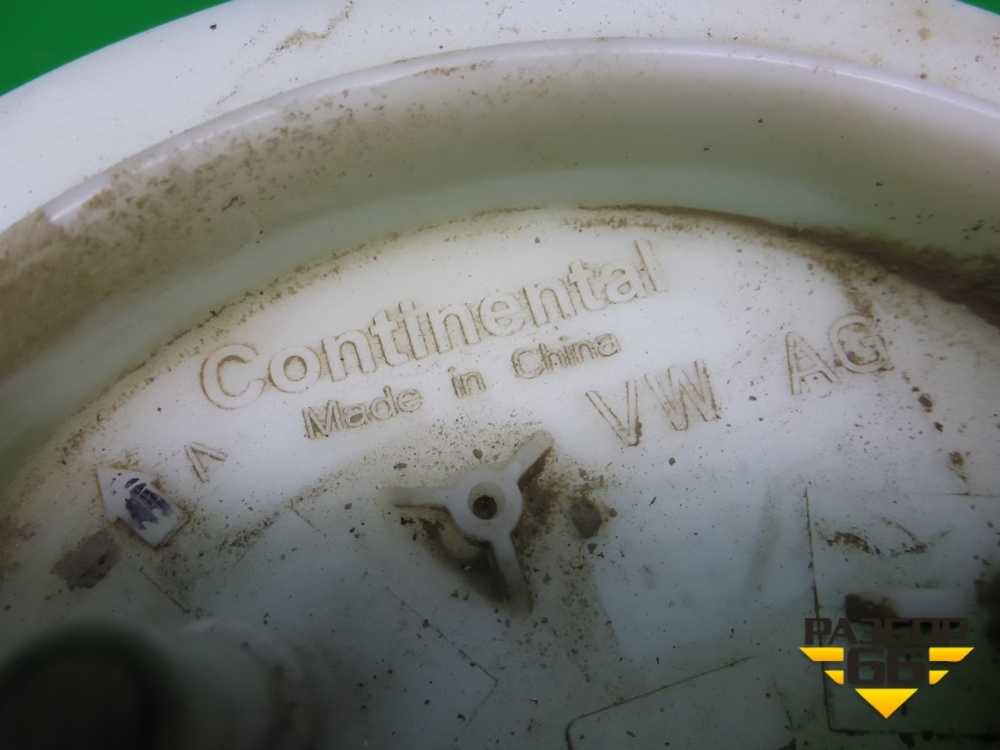 Continental
Made in China
VW AG
РАЗБОР
66